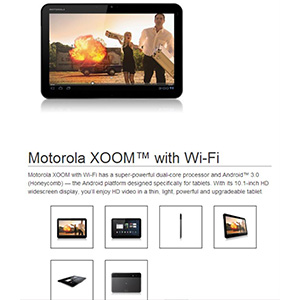 MOTOROLA
Motorola XOOM™ with Wi-Fi
Motorola XOOM with Wi-Fi has a super-powerful dual-core processor and Android™ 3.0
(Honeycomb) — the Android platform designed specifically for tablets. With its 10.1-inch HD
widescreen display, you'll enjoy HD video in a thin, light, powerful and upgradeable tablet